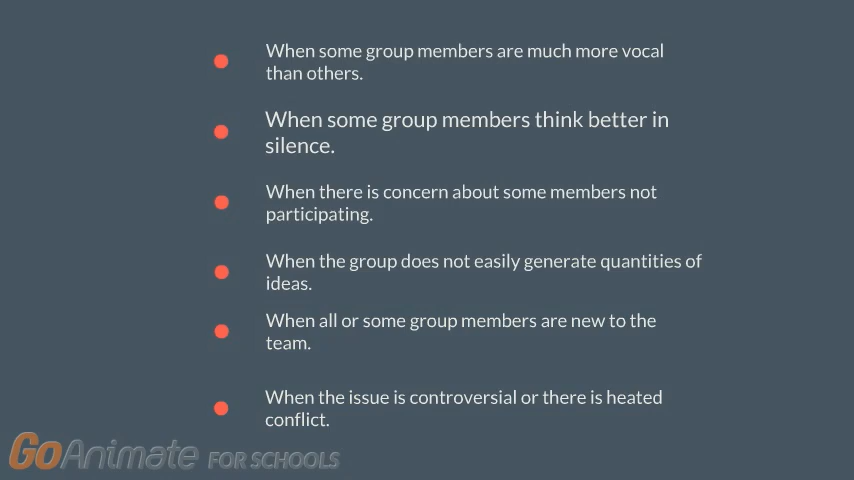 When some group members are much more vocal
than others.
When some group members think better in
silence.
When there is concern about some members not
participating.
When the group does not easily generate quantities of
ideas.
When all or some group members are new to the
team.
When the issue is controversial or there is heated
conflict.
GoAnimate FOR SCHOOLS